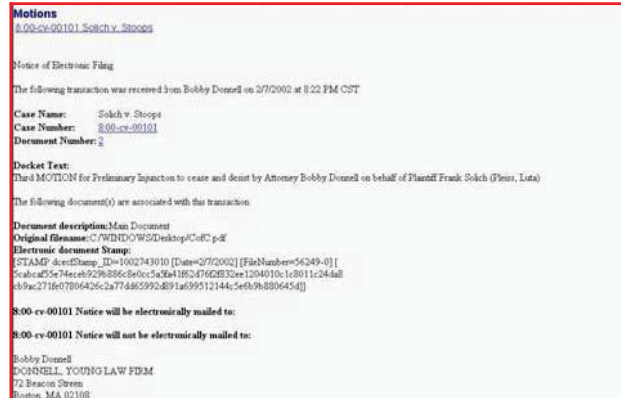 Motions
8:00-cv-00101 Solich v. Stoops
Notice of Electronic Filing
The following transaction was received from Bobby Donnell on 2/7/2002 at 8:22 PM CST
Case Name: Solich v. Stoops
Case Number: 8:00-cv-00101
Document Number: 2
Docket Text:
Third MOTION for Preliminary Injunction to cease and desist by Attorney Bobby Donnell on behalf of Plaintiff Frank Solich (Pleiss, Luta)
The following document(s) are associated with this transaction:
Document description: Main Document
Original filename: C:/WINDOWS/Desktop/CofC.pdf
Electronic document Stamp:
[STAMP dcecfStamp_ID=1002743010 [Date=2/7/2002] [FileNumber=56249-0] [
8:00-cv-00101 Notice will be electronically mailed to:
8:00-cv-00101 Notice will not be electronically mailed to:
Bobby Donnell
DONNELL, YOUNG LAW FIRM
72 Beacon Streen
Boston, MA 02108